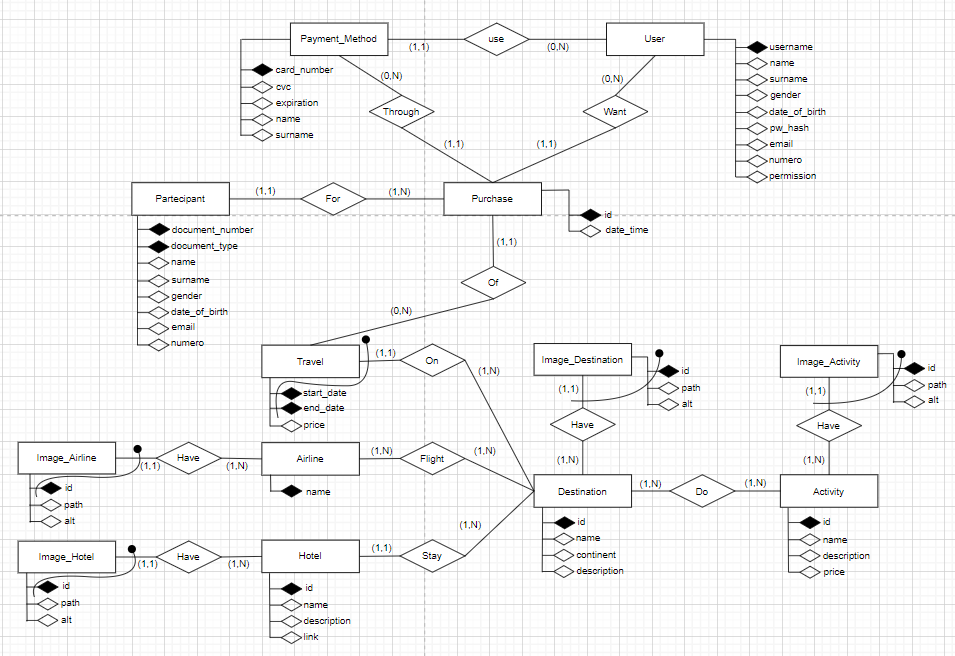 Payment_Method
(1,1)
use
(0,N)
User
card_number
cvc
expiration
name
surname
(0,N)
Through
(1,1)
(0,N)
Want
(1,1)
username
name
surname
gender
date_of_birth
pw_hash
email
numero
permission
Partecipant
(1,1)
For
(1,N)
Purchase
id
date_time
document_number
document_type
name
surname
gender
date_of_birth
email
numero
(1,1)
Of
(0,N)
Travel
(1,1)
On
(1,N)
start_date
end_date
price
Image_Destination
id
path
alt
(1,1)
Have
(1,N)
Image_Activity
id
path
alt
(1,1)
Have
(1,N)
Image_Airline
(1,1)
Have
(1,N)
Airline
(1,N)
Flight
(1,N)
id
path
alt
name
Destination
(1,N)
Do
(1,N)
Activity
id
name
continent
description
id
name
description
price
Image_Hotel
(1,1)
Have
(1,N)
Hotel
(1,1)
Stay
(1,N)
id
path
alt
id
name
description
link